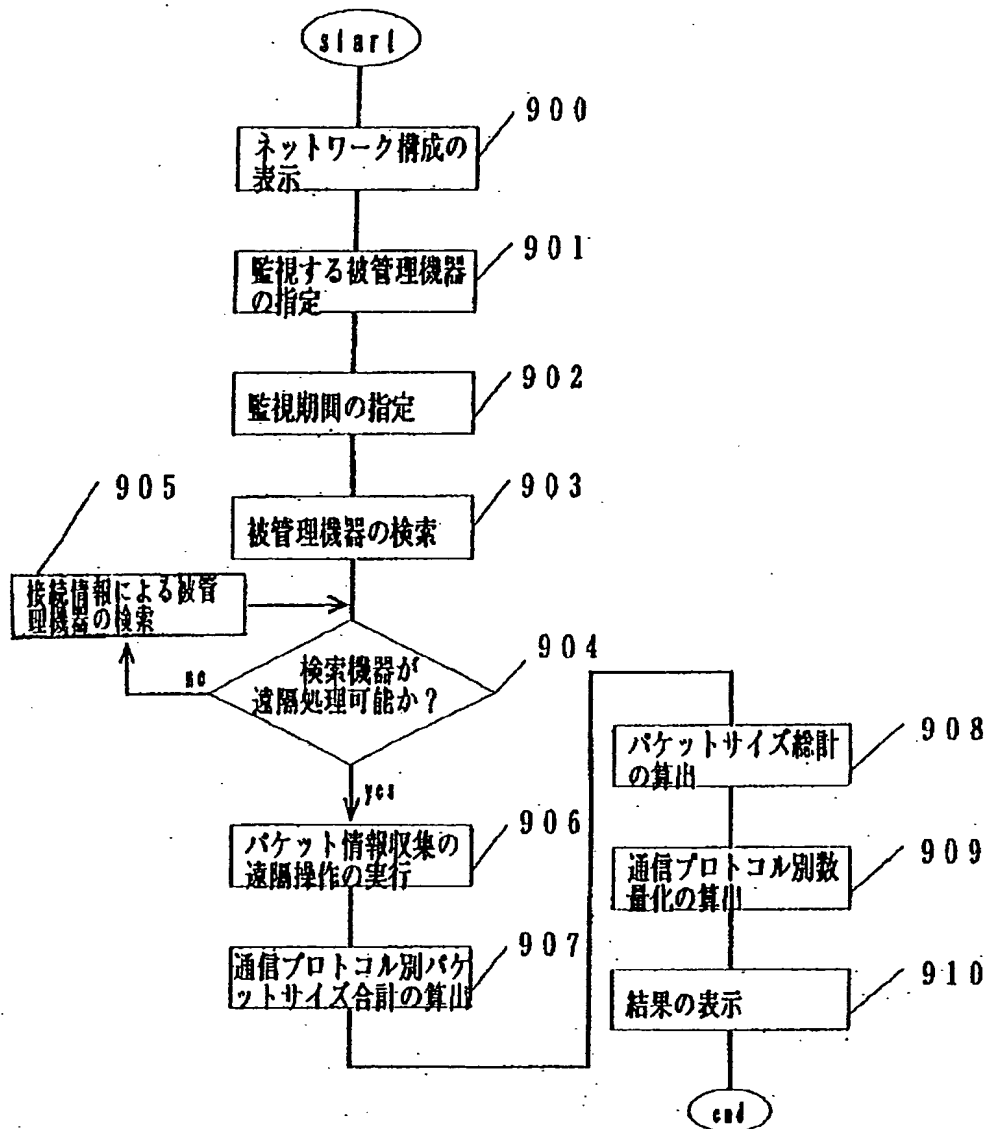 start
900
ネットワーク構成の
表示
901
監視する被管理機器
の指定
902
監視期間の指定
903
被管理機器の検索
905
接続情報による被管
理機器の検索
904
検索機器が
遠隔処理可能か？
no
yes
906
パケット情報収集の
遠隔操作の実行
907
通信プロトコル別パケ
ットサイズ合計の算出
908
パケットサイズ総計
の算出
909
通信プロトコル別数
量化の算出
910
結果の表示
end